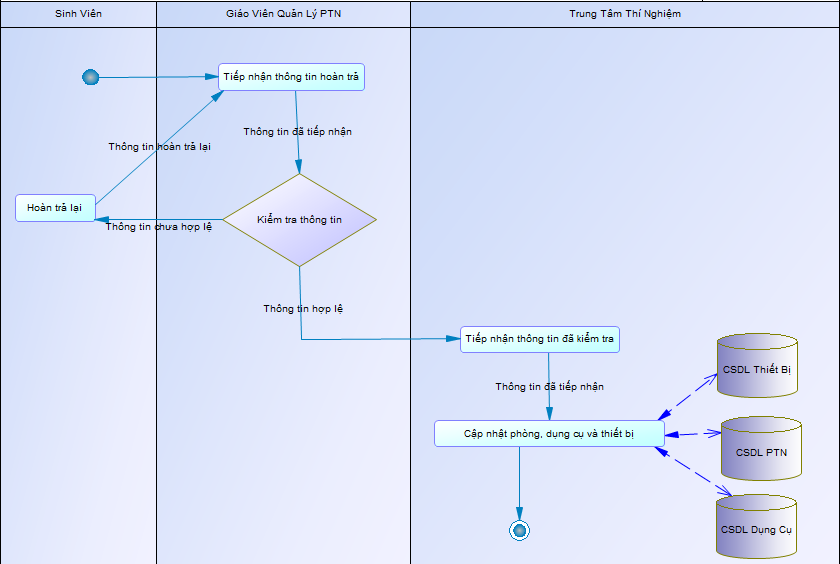 Sinh Viên
Giáo Viên Quản Lý PTN
Trung Tâm Thí Nghiệm
Tiếp nhận thông tin hoàn trả
Thông tin đã tiếp nhận
Thông tin hoàn trả lại
Hoàn trả lại
Kiểm tra thông tin
Thông tin chưa hợp lệ
Thông tin hợp lệ
Tiếp nhận thông tin đã kiểm tra
CSDL Thiết Bị
Thông tin đã tiếp nhận
Cập nhật phòng, dụng cụ và thiết bị
CSDL PTN
CSDL Dụng Cụ